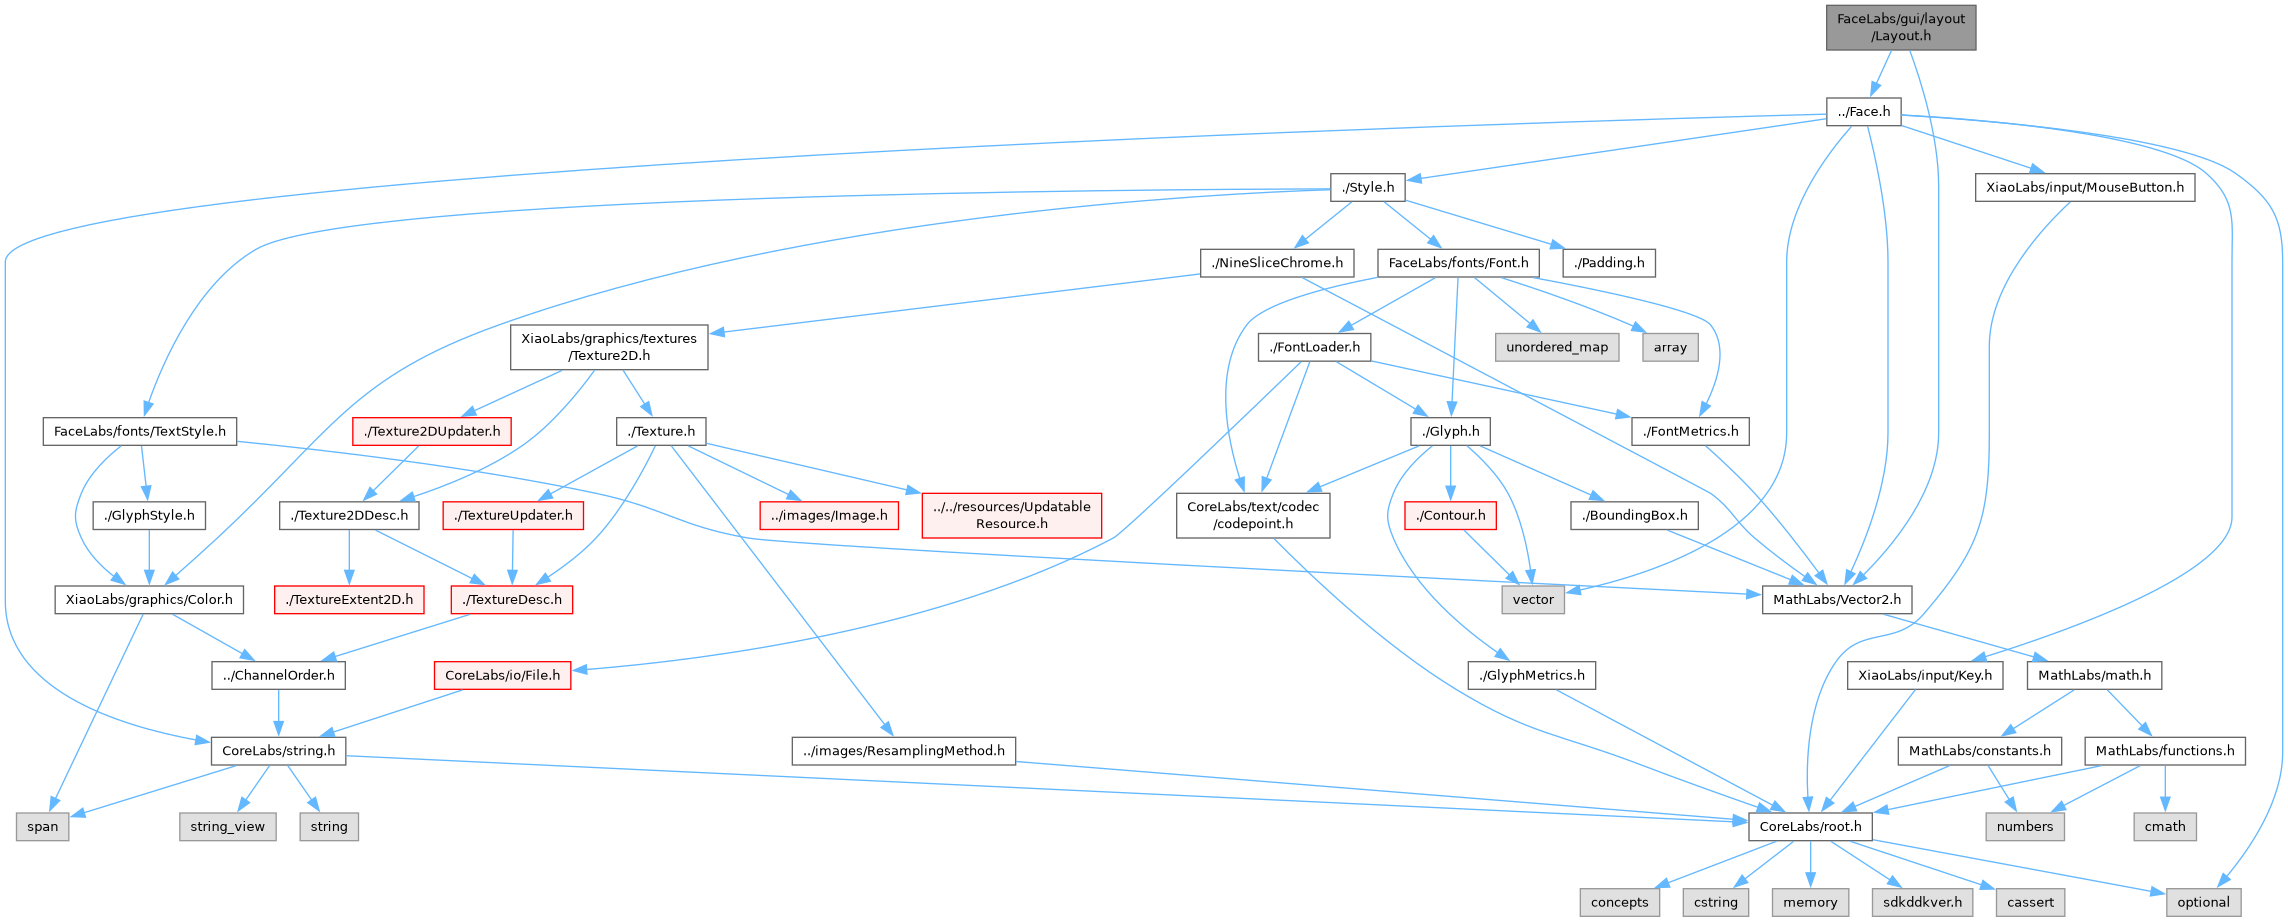 FaceLabs/gui/layout
/Layout.h
../Face.h
./Style.h
XiaoLabs/input/MouseButton.h
./NineSliceChrome.h
FaceLabs/fonts/Font.h
./Padding.h
XiaoLabs/graphics/textures
/Texture2D.h
./FontLoader.h
unordered_map
array
FaceLabs/fonts/TextStyle.h
./Texture2DUpdater.h
./Texture.h
./Glyph.h
./FontMetrics.h
./GlyphStyle.h
./Texture2DDesc.h
./TextureUpdater.h
../images/Image.h
../../resources/Updatable
Resource.h
CoreLabs/text/codec
/codepoint.h
./Contour.h
./BoundingBox.h
XiaoLabs/graphics/Color.h
./TextureExtent2D.h
./TextureDesc.h
vector
MathLabs/Vector2.h
../ChannelOrder.h
CoreLabs/io/File.h
./GlyphMetrics.h
XiaoLabs/input/Key.h
MathLabs/math.h
CoreLabs/string.h
../images/ResamplingMethod.h
MathLabs/constants.h
MathLabs/functions.h
span
string_view
string
CoreLabs/root.h
numbers
cmath
concepts
cstring
memory
sdkddkver.h
cassert
optional